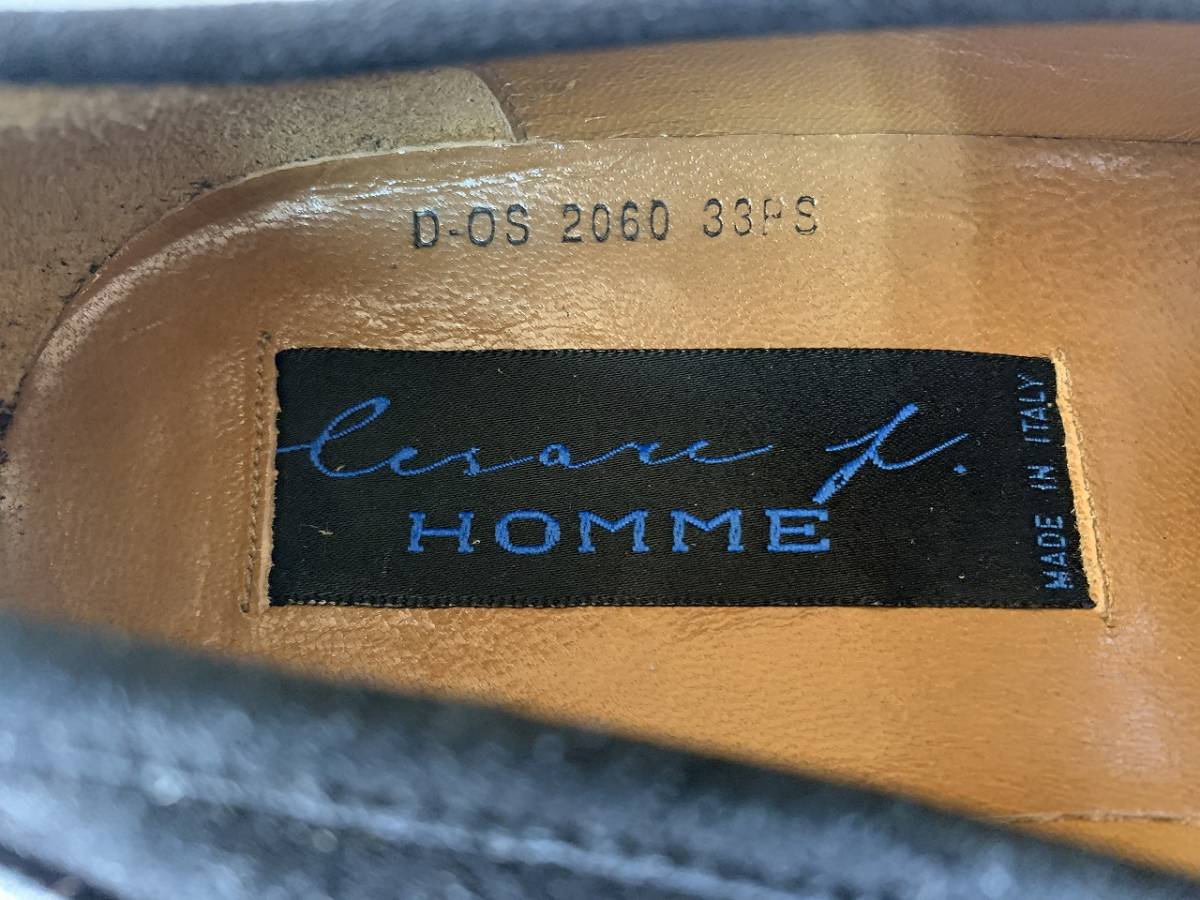 D-OS 2060 33PS
Cesare p.
HOMME
MADE IN ITALY